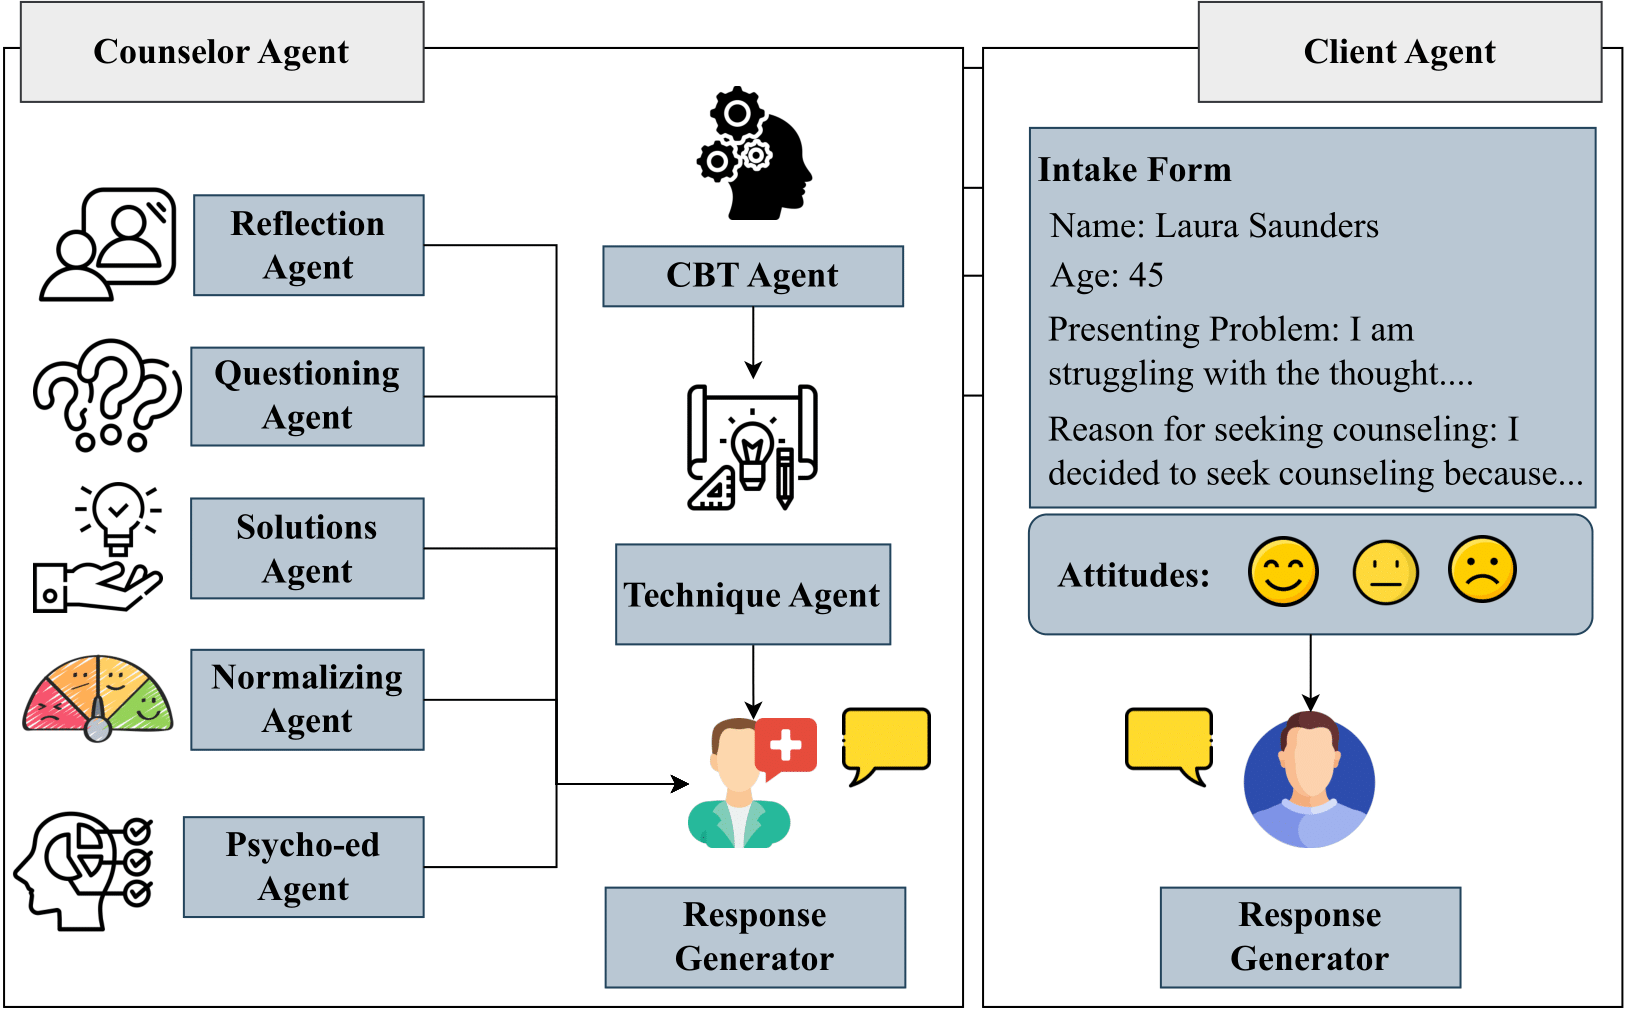 Counselor Agent
Reflection
Agent
Questioning
Agent
Solutions
Agent
Normalizing
Agent
Psycho-ed
Agent
CBT Agent
Technique Agent
Response
Generator
Client Agent
Intake Form
Name: Laura Saunders
Age: 45
Presenting Problem: I am
struggling with the thought....
Reason for seeking counseling: I
decided to seek counseling because...
Attitudes:
Response
Generator